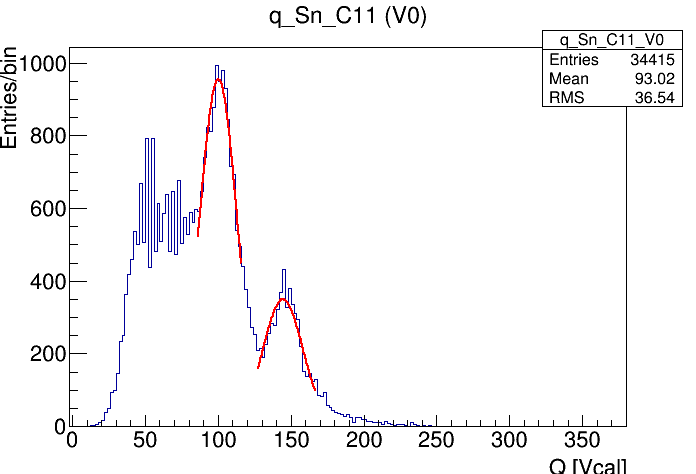 q_Sn_C11 (V0)
q_Sn_C11_V0
Entries 34415
Mean 93.02
RMS 36.54
Entries/bin
1000
800
600
400
200
0
0 50 100 150 200 250 300 350
Q [Vcal]